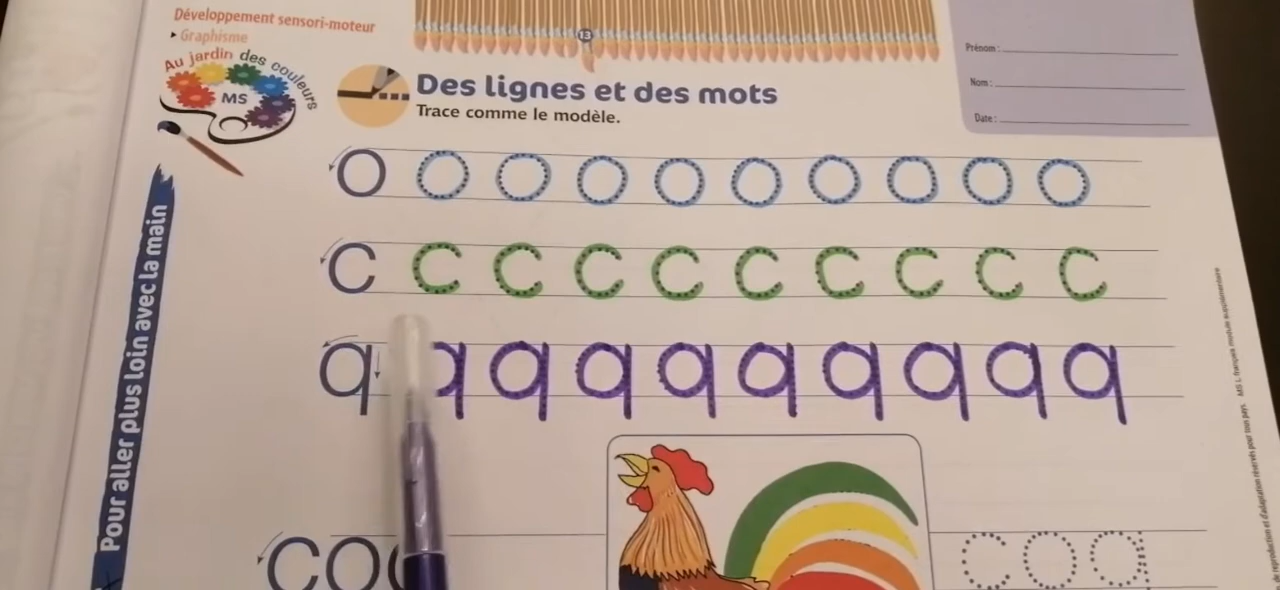 Développement sensori-moteur
▸ Graphisme
Au jardin des couleurs
MS
13
Des lignes et des mots
Trace comme le modèle.
Prénom :
Nom :
Date :
Pour aller plus loin avec la main
o o o o o o o o o o
c c c c c c c c c c
q q q q q q q q q q
coq
coq